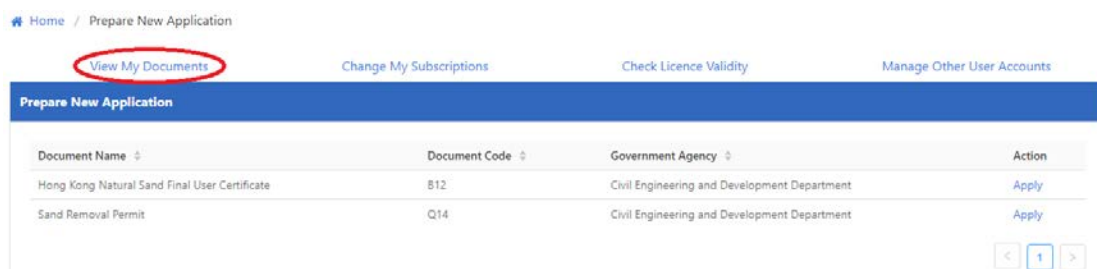 Home / Prepare New Application
View My Documents Change My Subscriptions Check Licence Validity Manage Other User Accounts
Prepare New Application
Document Name Document Code Government Agency Action
Hong Kong Natural Sand Final User Certificate B12 Civil Engineering and Development Department Apply
Sand Removal Permit Q14 Civil Engineering and Development Department Apply
< 1 >